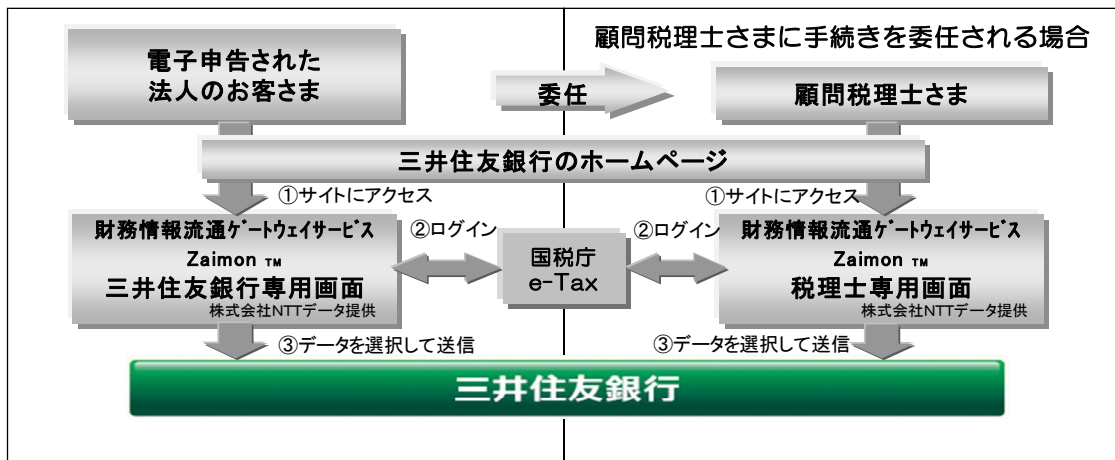 電子申告された
法人のお客さま
顧問税理士さまに手続きを委任される場合
委任
顧問税理士さま
三井住友銀行のホームページ
①サイトにアクセス
①サイトにアクセス
財務情報流通ゲートウェイサービス
Zaimon TM
三井住友銀行専用画面
株式会社NTTデータ提供
②ログイン
国税庁
e-Tax
②ログイン
財務情報流通ゲートウェイサービス
Zaimon TM
税理士専用画面
株式会社NTTデータ提供
③データを選択して送信
③データを選択して送信
三井住友銀行